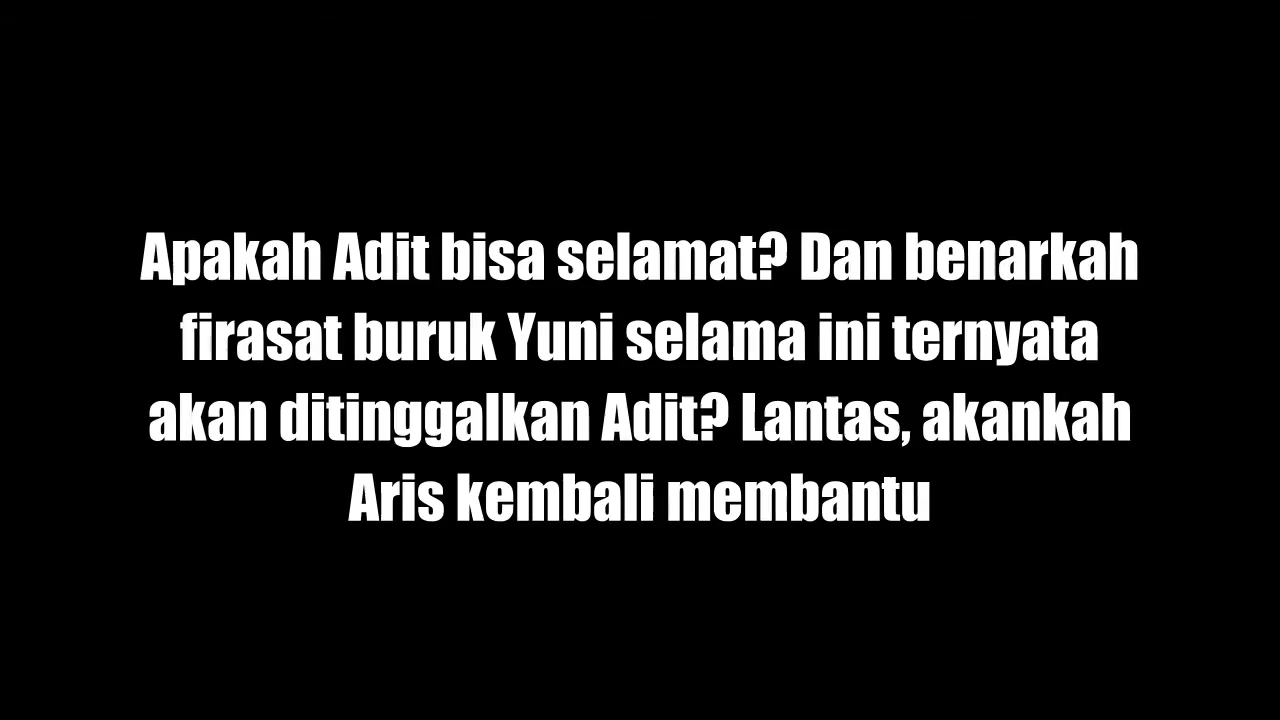 Apakah Adit bisa selamat? Dan benarkah
firasat buruk Yuni selama ini ternyata
akan ditinggalkan Adit? Lantas, akankah
Aris kembali membantu